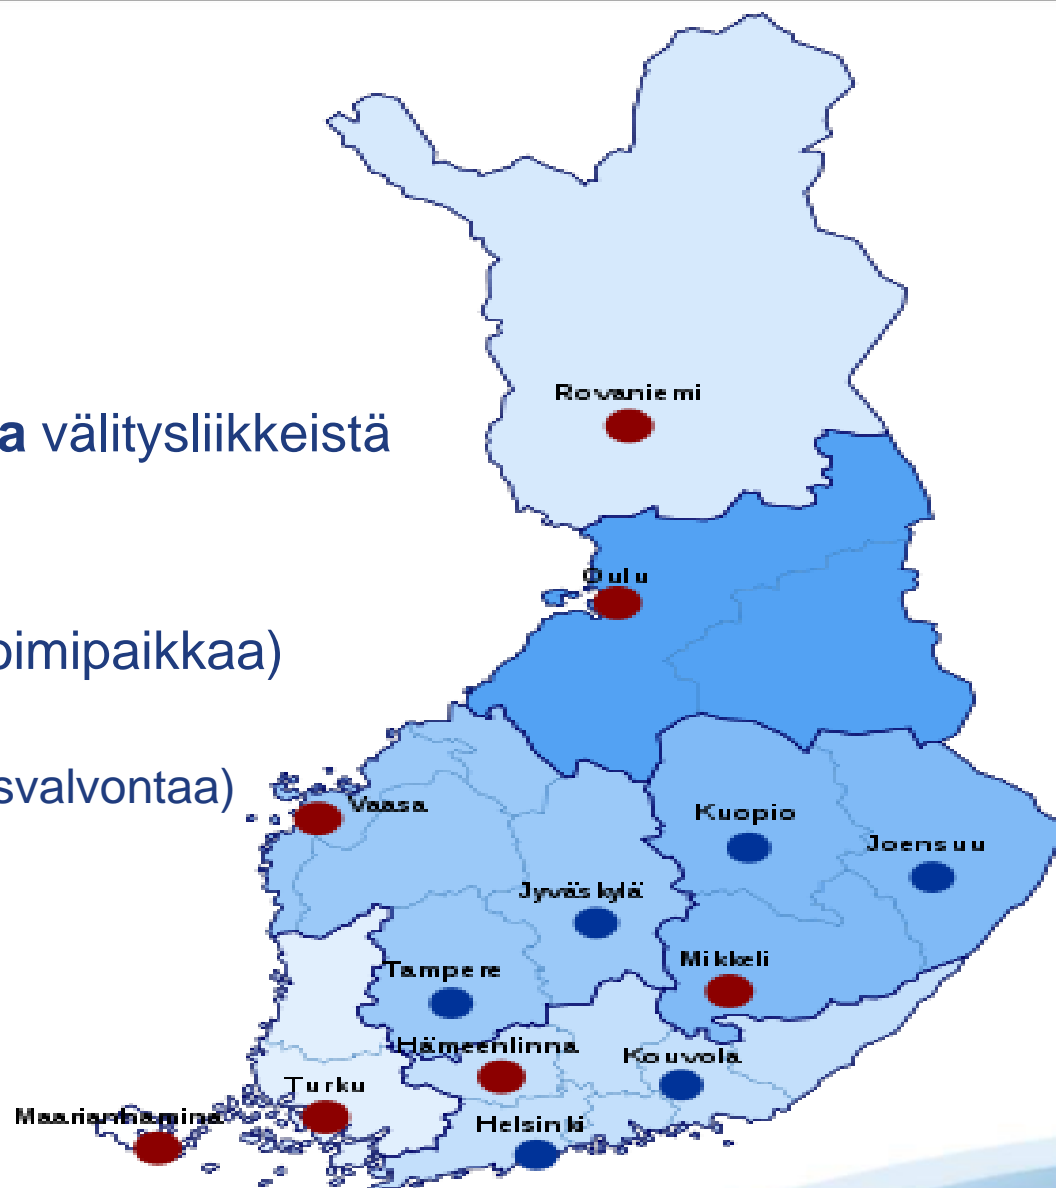 a välitysliikkeistä
oimipaikkaa)
svalvontaa)
Rovaniemi
Oulu
Vaasa
Kuopio
Joensuu
Jyväskylä
Mikkeli
Tampere
Hämeenlinna
Kouvola
Turku
Maarianhamina
Helsinki